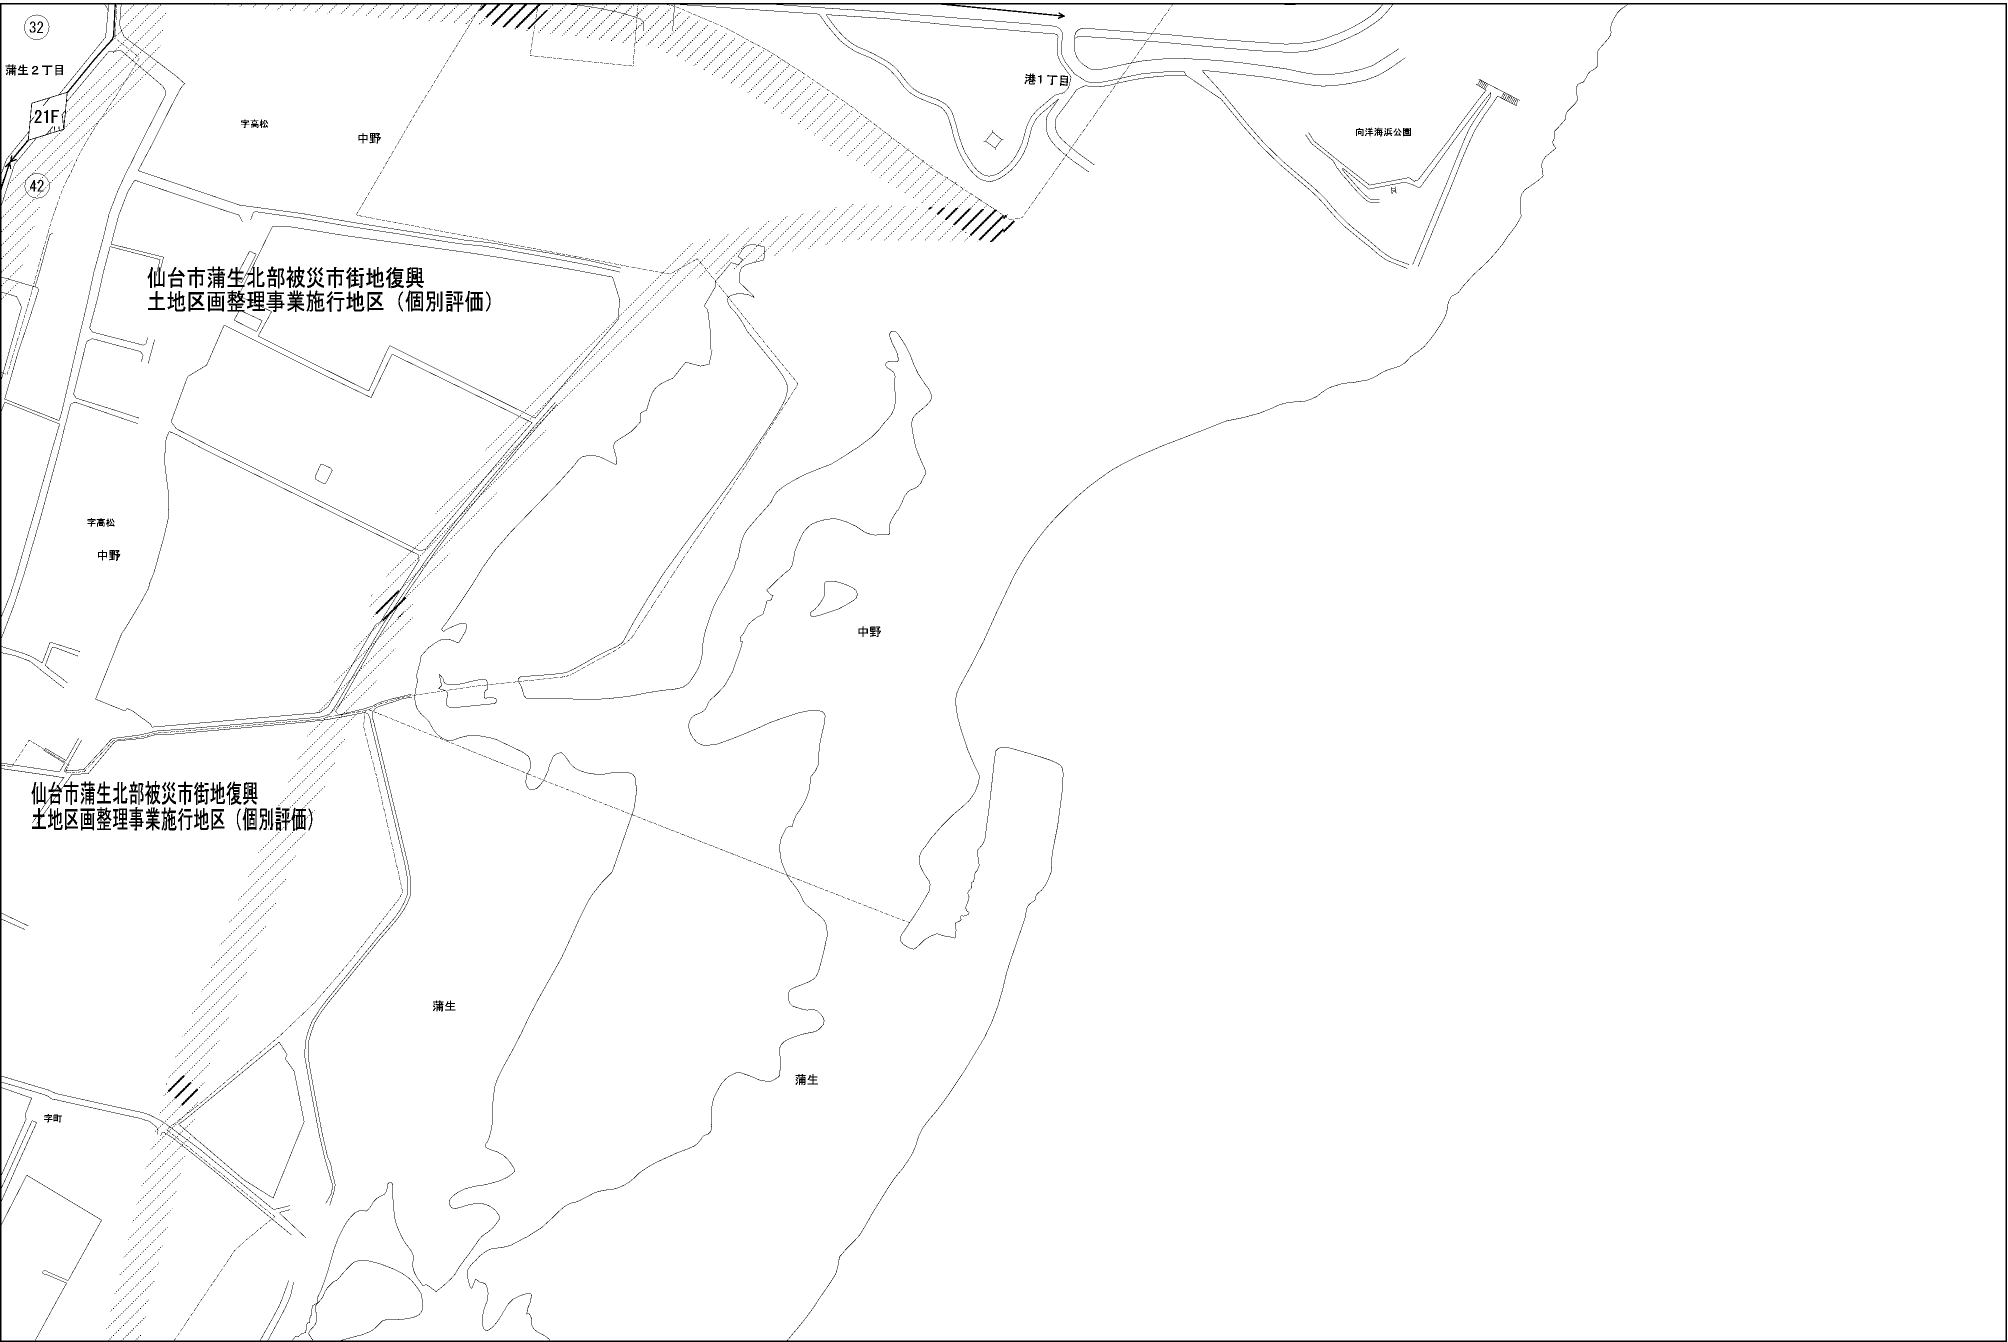 32
蒲生２丁目
21F
42
字高松
中野
港1丁目
向洋海浜公園
仙台市蒲生北部被災市街地復興
土地区画整理事業施行地区（個別評価）
字高松
中野
中野
仙台市蒲生北部被災市街地復興
土地区画整理事業施行地区（個別評価）
蒲生
蒲生
字町